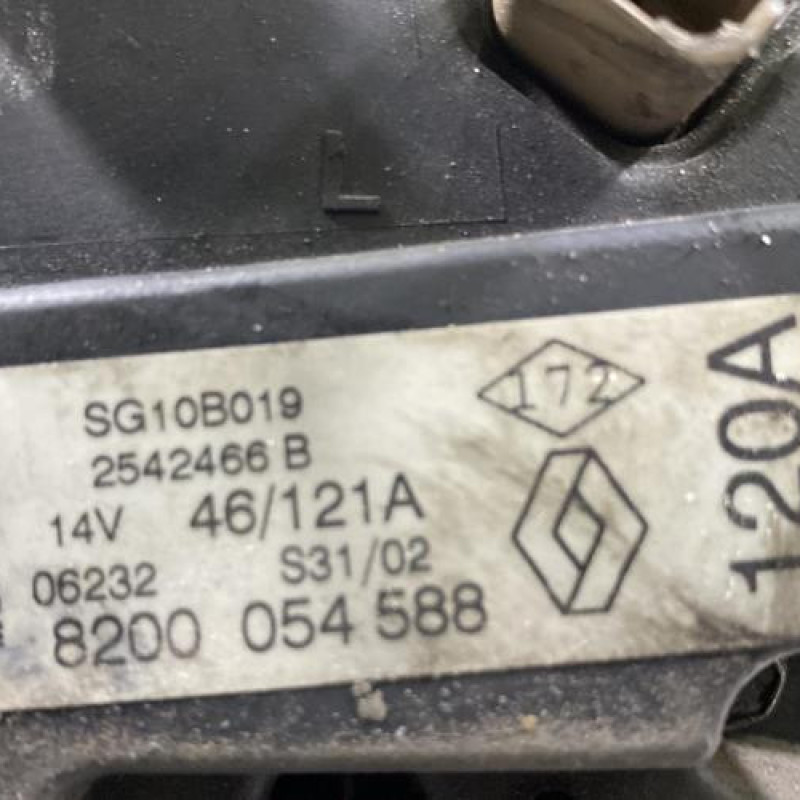 L
SG10B019
172
2542466 B
14V 46/121A
06232 S31/02
8200 054 588
120A